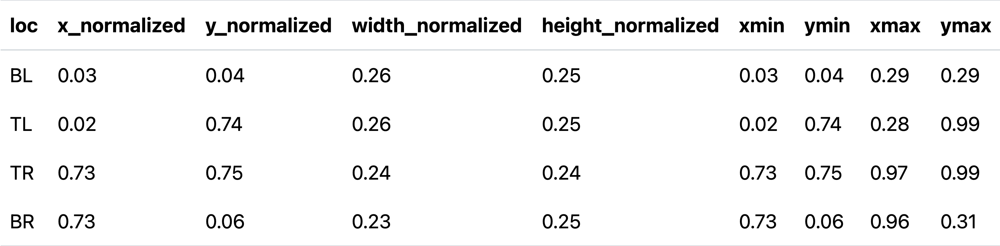 loc x_normalized y_normalized width_normalized height_normalized xmin ymin xmax ymax
BL 0.03 0.04 0.26 0.25 0.03 0.04 0.29 0.29
TL 0.02 0.74 0.26 0.25 0.02 0.74 0.28 0.99
TR 0.73 0.75 0.24 0.24 0.73 0.75 0.97 0.99
BR 0.73 0.06 0.23 0.25 0.73 0.06 0.96 0.31